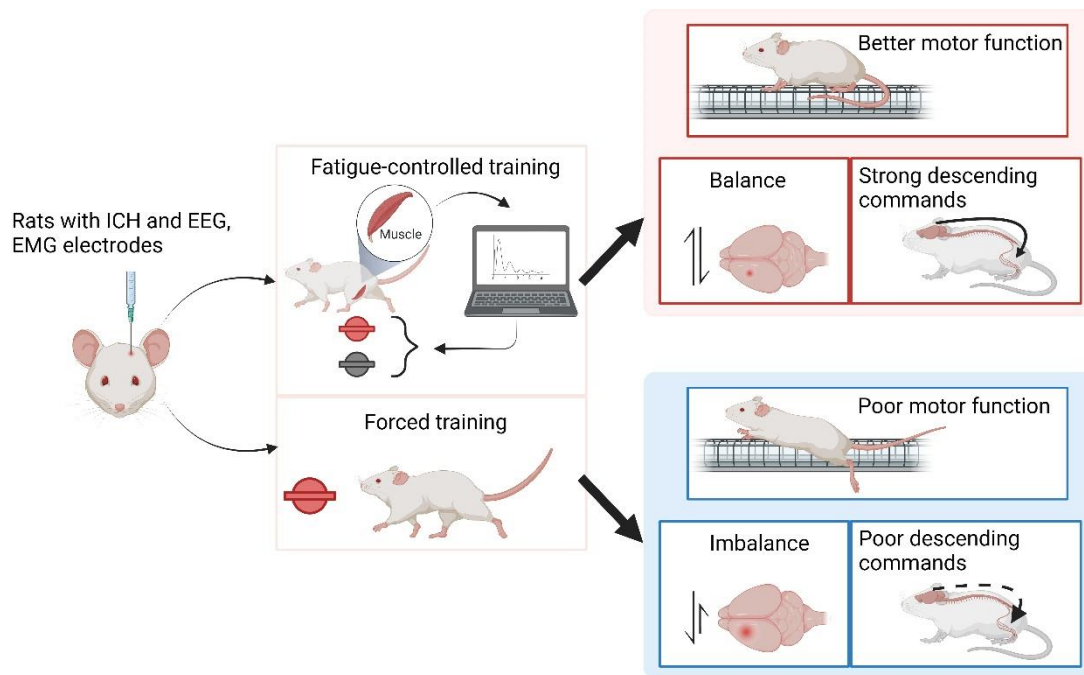 Rats with ICH and EEG,
EMG electrodes
Fatigue-controlled training
Muscle
Forced training
Better motor function
Balance
Strong descending
commands
Poor motor function
Imbalance
Poor descending
commands